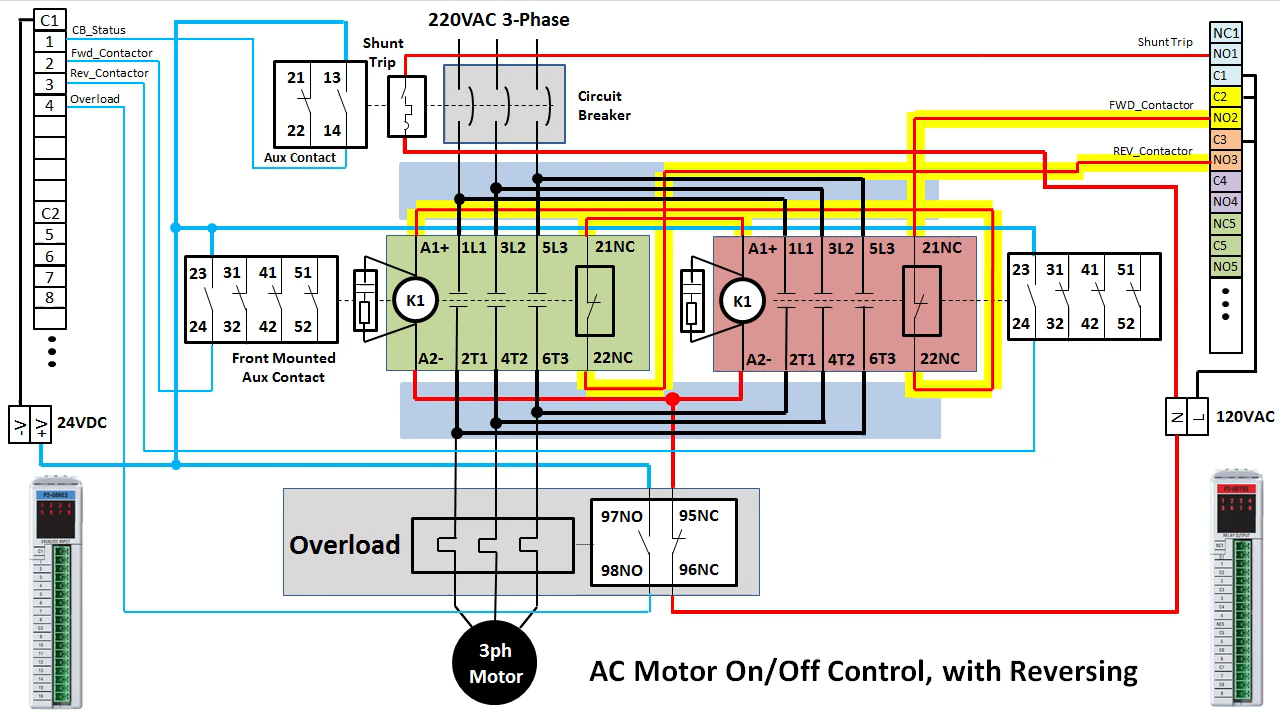 220VAC 3-Phase
C1
1
2
3
4
C2
5
6
7
8
CB_Status
Fwd_Contactor
Rev_Contactor
Overload
21 13
22 14
Aux Contact
Shunt
Trip
Circuit
Breaker
ShuntTrip
FWD_Contactor
REV_Contactor
NC1
NO1
C1
C2
NO2
C3
NO3
C4
NO4
NC5
C5
NO5
23 31 41 51
24 32 42 52
Front Mounted
Aux Contact
A1+ 1L1 3L2 5L3 21NC
K1
A2- 2T1 4T2 6T3 22NC
A1+ 1L1 3L2 5L3 21NC
K1
A2- 2T1 4T2 6T3 22NC
23 31 41 51
24 32 42 52
-V +V 24VDC
N L 120VAC
Overload
97NO 95NC
98NO 96NC
3ph
Motor
AC Motor On/Off Control, with Reversing